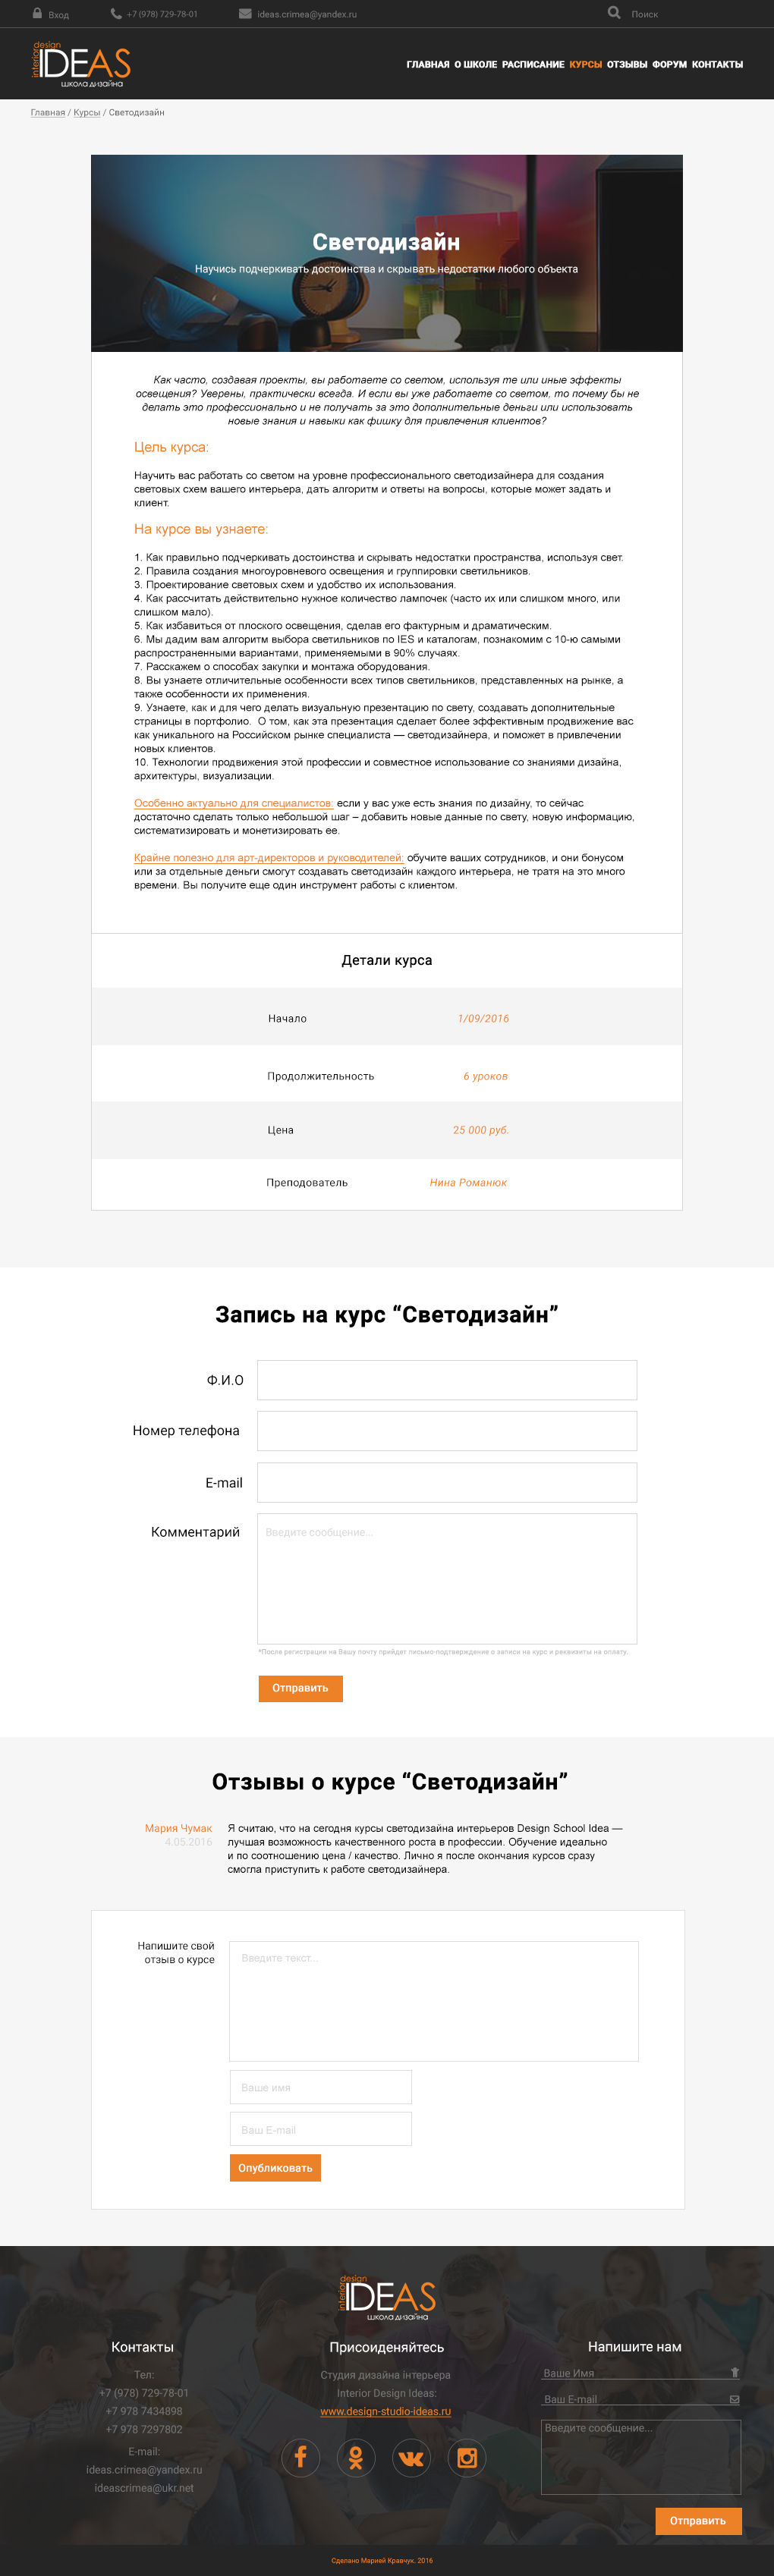 Вход
+7 (978) 729-78-01
ideas.crimea@yandex.ru
Поиск
interior design
IDEAS
школа дизайна
ГЛАВНАЯ О ШКОЛЕ РАСПИСАНИЕ КУРСЫ ОТЗЫВЫ ФОРУМ КОНТАКТЫ
Главная / Курсы / Светодизайн
Светодизайн
Научись подчеркивать достоинства и скрывать недостатки любого объекта
Как часто, создавая проекты, вы работаете со светом, используя те или иные эффекты
освещения? Уверены, практически всегда. И если вы уже работаете со светом, то почему бы не
делать это профессионально и не получать за это дополнительные деньги или использовать
новые знания и навыки как фишку для привлечения клиентов?
Цель курса:
Научить вас работать со светом на уровне профессионального светодизайнера для создания
световых схем вашего интерьера, дать алгоритм и ответы на вопросы, которые может задать и
клиент.
На курсе вы узнаете:
1. Как правильно подчеркивать достоинства и скрывать недостатки пространства, используя свет.
2. Правила создания многоуровневого освещения и группировки светильников.
3. Проектирование световых схем и удобство их использования.
4. Как рассчитать действительно нужное количество лампочек (часто их или слишком много, или
слишком мало).
5. Как избавиться от плоского освещения, сделав его фактурным и драматическим.
6. Мы дадим вам алгоритм выбора светильников по IES и каталогам, познакомим с 10-ю самыми
распространенными вариантами, применяемыми в 90% случаях.
7. Расскажем о способах закупки и монтажа оборудования.
8. Вы узнаете отличительные особенности всех типов светильников, представленных на рынке, а
также особенности их применения.
9. Узнаете, как и для чего делать визуальную презентацию по свету, создавать дополнительные
страницы в портфолио. О том, как эта презентация сделает более эффективным продвижение вас
как уникального на Российском рынке специалиста — светодизайнера, и поможет в привлечении
новых клиентов.
10. Технологии продвижения этой профессии и совместное использование со знаниями дизайна,
архитектуры, визуализации.
Особенно актуально для специалистов: если у вас уже есть знания по дизайну, то сейчас
достаточно сделать только небольшой шаг – добавить новые данные по свету, новую информацию,
систематизировать и монетизировать ее.
Крайне полезно для арт-директоров и руководителей: обучите ваших сотрудников, и они бонусом
или за отдельные деньги смогут создавать светодизайн каждого интерьера, не тратя на это много
времени. Вы получите еще один инструмент работы с клиентом.
Детали курса
Начало 1/09/2016
Продолжительность 6 уроков
Цена 25 000 руб.
Преподователь Нина Романюк
Запись на курс “Светодизайн”
Ф.И.О
Номер телефона
E-mail
Комментарий
Введите сообщение...
*После регистрации на Вашу почту прийдет письмо-подтверждение о записи на курс и реквизиты на оплату.
Отправить
Отзывы о курсе “Светодизайн”
Мария Чумак
4.05.2016
Я считаю, что на сегодня курсы светодизайна интерьеров Design School Idea —
лучшая возможность качественного роста в профессии. Обучение идеально
и по соотношению цена / качество. Лично я после окончания курсов сразу
смогла приступить к работе светодизайнера.
Напишите свой
отзыв о курсе
Введите текст...
Ваше имя
Ваш E-mail
Опубликовать
interior design
IDEAS
школа дизайна
Контакты
Тел:
+7 (978) 729-78-01
+7 978 7434898
+7 978 7297802
E-mail:
ideas.crimea@yandex.ru
ideascrimea@ukr.net
Присоиденяйтесь
Студия дизайна інтерьера
Interior Design Ideas:
www.design-studio-ideas.ru
Напишите нам
Ваше Имя
Ваш E-mail
Введите сообщение...
Отправить
Сделано Марией Кравчук. 2016